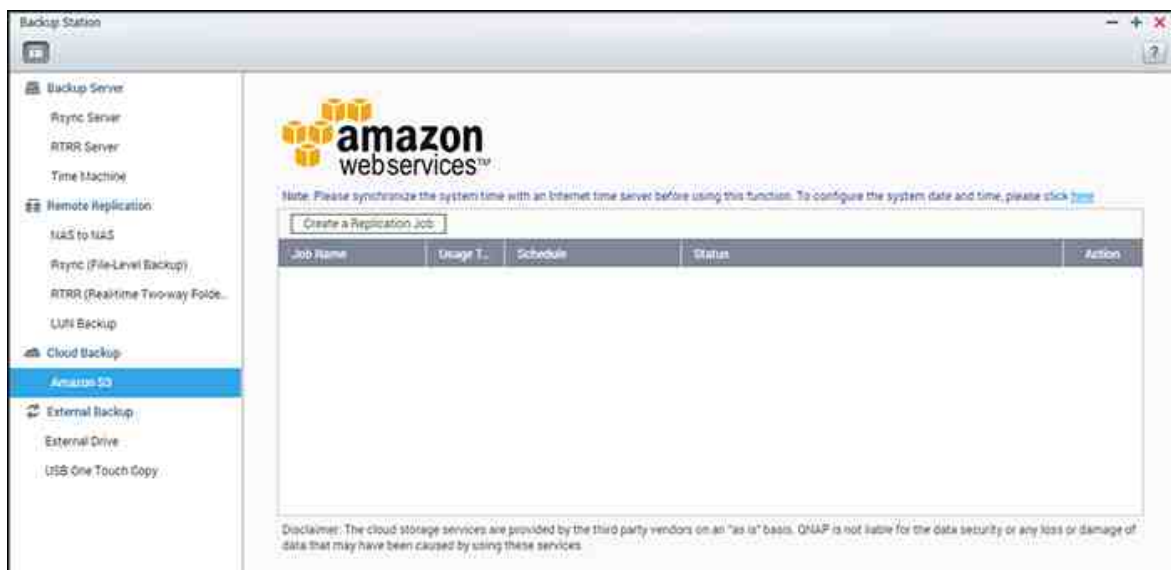 Backup Station
?
Backup Server
Rsync Server
RTRR Server
Time Machine
Remote Replication
NAS to NAS
Rsync (File-Level Backup)
RTRR (Real-time Two-way Folde...
LUN Backup
Cloud Backup
Amazon S3
External Backup
External Drive
USB One Touch Copy
amazon
webservices™
Note: Please synchronize the system time with an Internet time server before using this function. To configure the system date and time, please click here
Create a Replication Job
Job Name Usage T... Schedule Status Action
Disclaimer: The cloud storage services are provided by the third party vendors on an "as is" basis. QNAP is not liable for the data security or any loss or damage of
data that may have been caused by using these services.